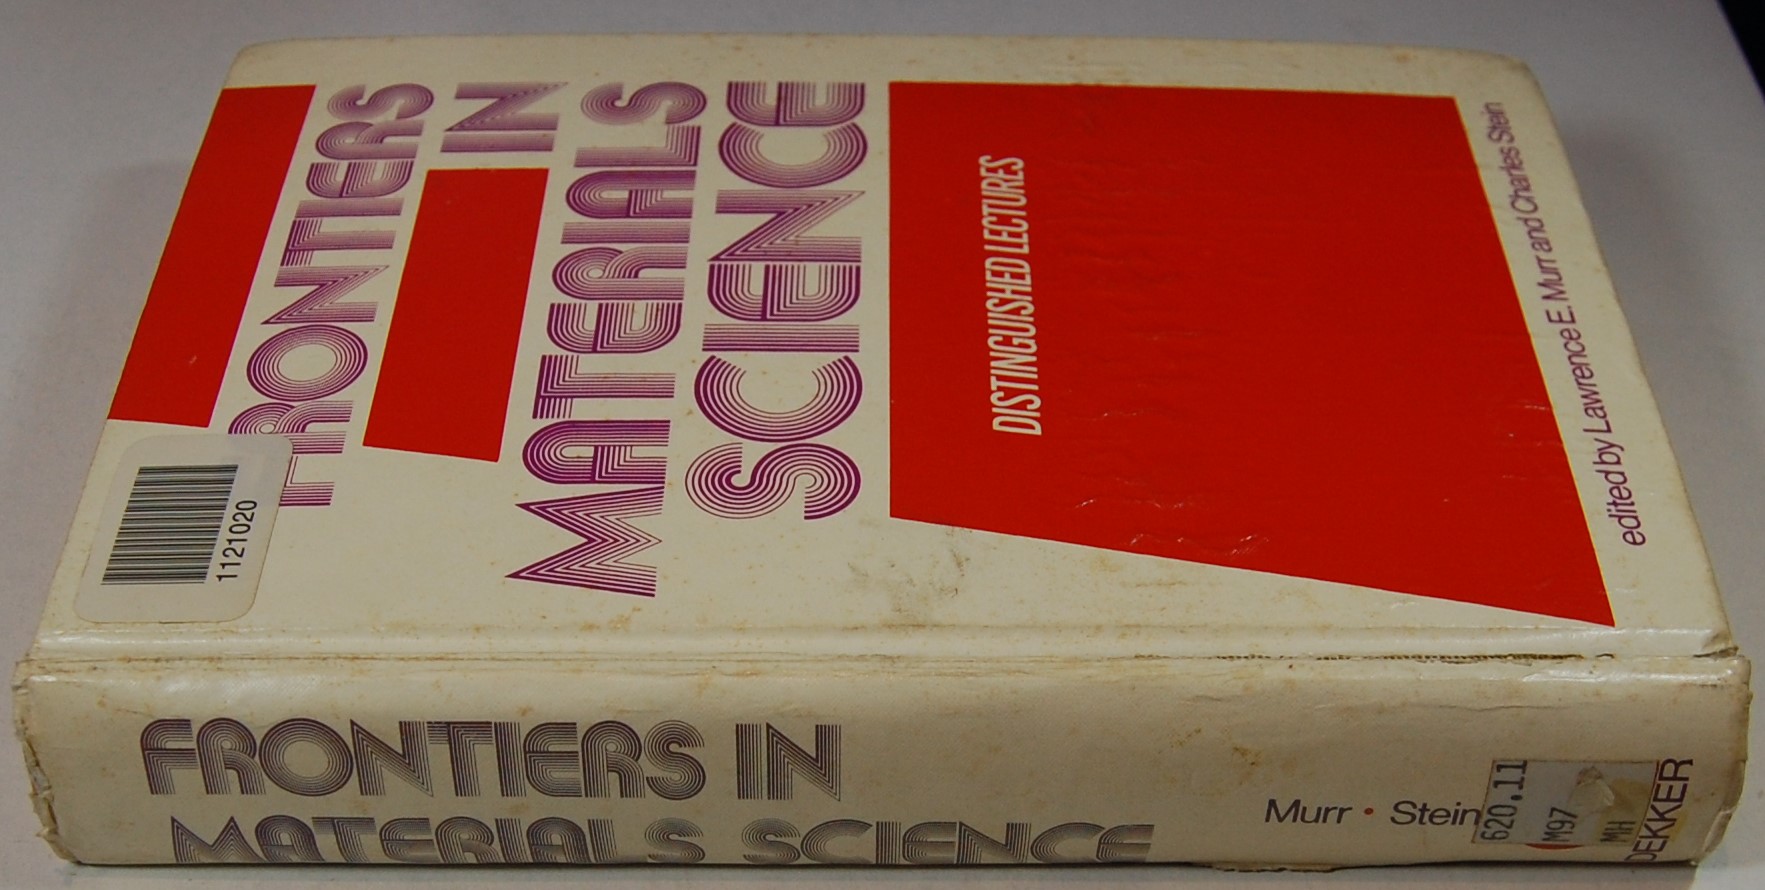 FRONTIERS
IN
MATERIALS
SCIENCE
DISTINGUISHED LECTURES
edited by Lawrence E. Murr and Charles Stein
1121020
FRONTIERS IN
MATERIALS SCIENCE
Murr • Stein
620.11
M97
MH
DEKKER